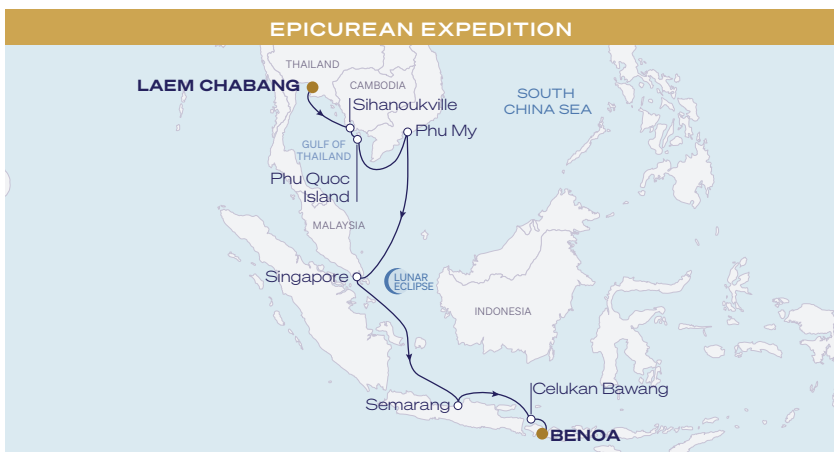 EPICUREAN EXPEDITION
THAILAND
LAEM CHABANG
CAMBODIA
Sihanoukville
SOUTH
CHINA SEA
Phu My
GULF OF
THAILAND
Phu Quoc
Island
MALAYSIA
Singapore
LUNAR
ECLIPSE
INDONESIA
Celukan Bawang
Semarang
BENOA